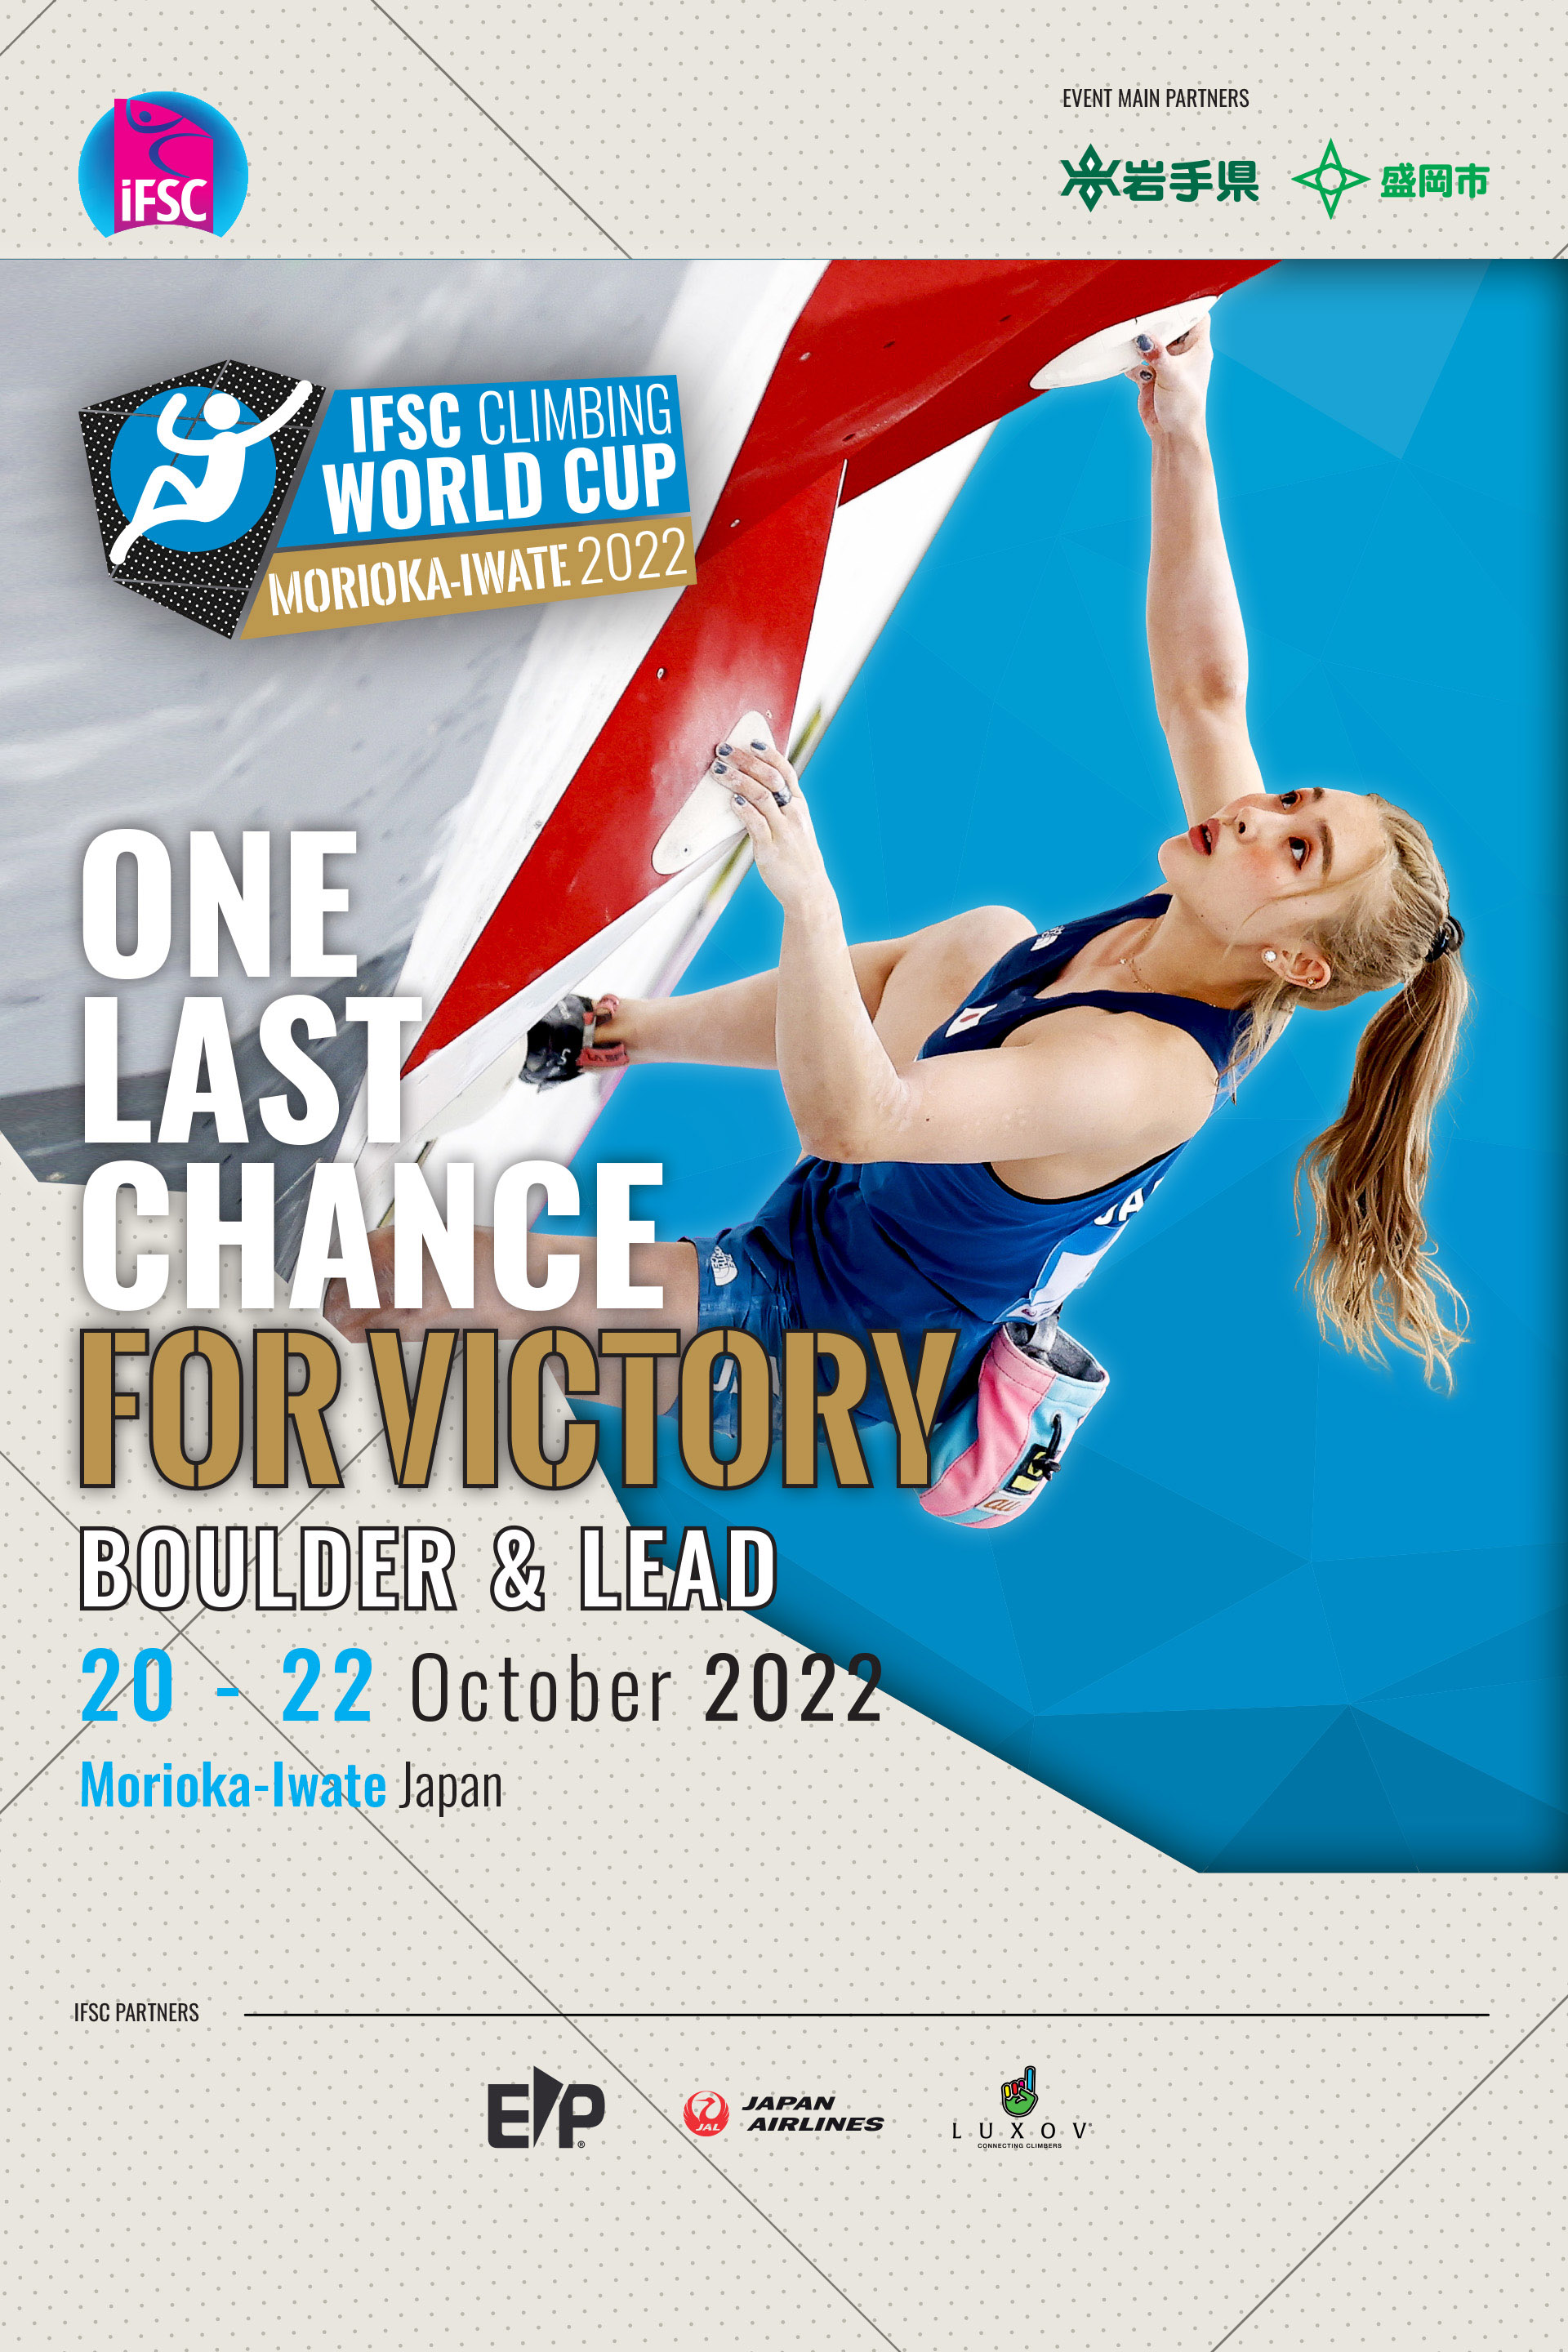 iFSC
EVENT MAIN PARTNERS
岩手県
盛岡市
IFSC CLIMBING
WORLD CUP
MORIOKA-IWATE 2022
ONE
LAST
CHANCE
FOR VICTORY
BOULDER & LEAD
20 - 22 October 2022
Morioka-Iwate Japan
IFSC PARTNERS
EP®
JAL
JAPAN
AIRLINES
LUXOV
CONNECTING CLIMBERS
au